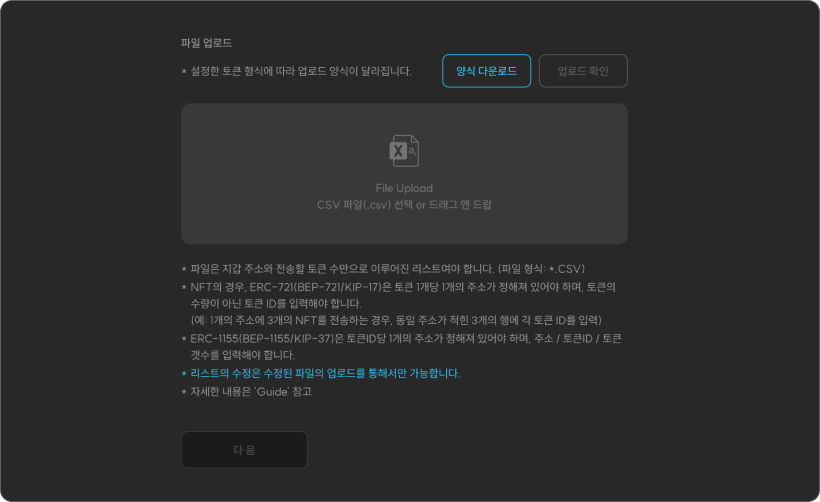 파일 업로드
* 설정한 토큰 형식에 따라 업로드 양식이 달라집니다.
양식 다운로드
업로드 확인
X a,
File Upload
CSV 파일(.csv) 선택 or 드래그 앤 드랍
* 파일은 지갑 주소와 전송할 토큰 수만으로 이루어진 리스트여야 합니다. (파일 형식: *.CSV)
* NFT의 경우, ERC-721(BEP-721/KIP-17)은 토큰 1개당 1개의 주소가 정해져 있어야 하며, 토큰의
수량이 아닌 토큰 ID를 입력해야 합니다.
(예: 1개의 주소에 3개의 NFT를 전송하는 경우, 동일 주소가 적힌 3개의 행에 각 토큰 ID를 입력)
* ERC-1155(BEP-1155/KIP-37)은 토큰ID당 1개의 주소가 정해져 있어야 하며, 주소 / 토큰ID / 토큰
갯수를 입력해야 합니다.
* 리스트의 수정은 수정된 파일의 업로드를 통해서만 가능합니다.
* 자세한 내용은 'Guide' 참고
다 음